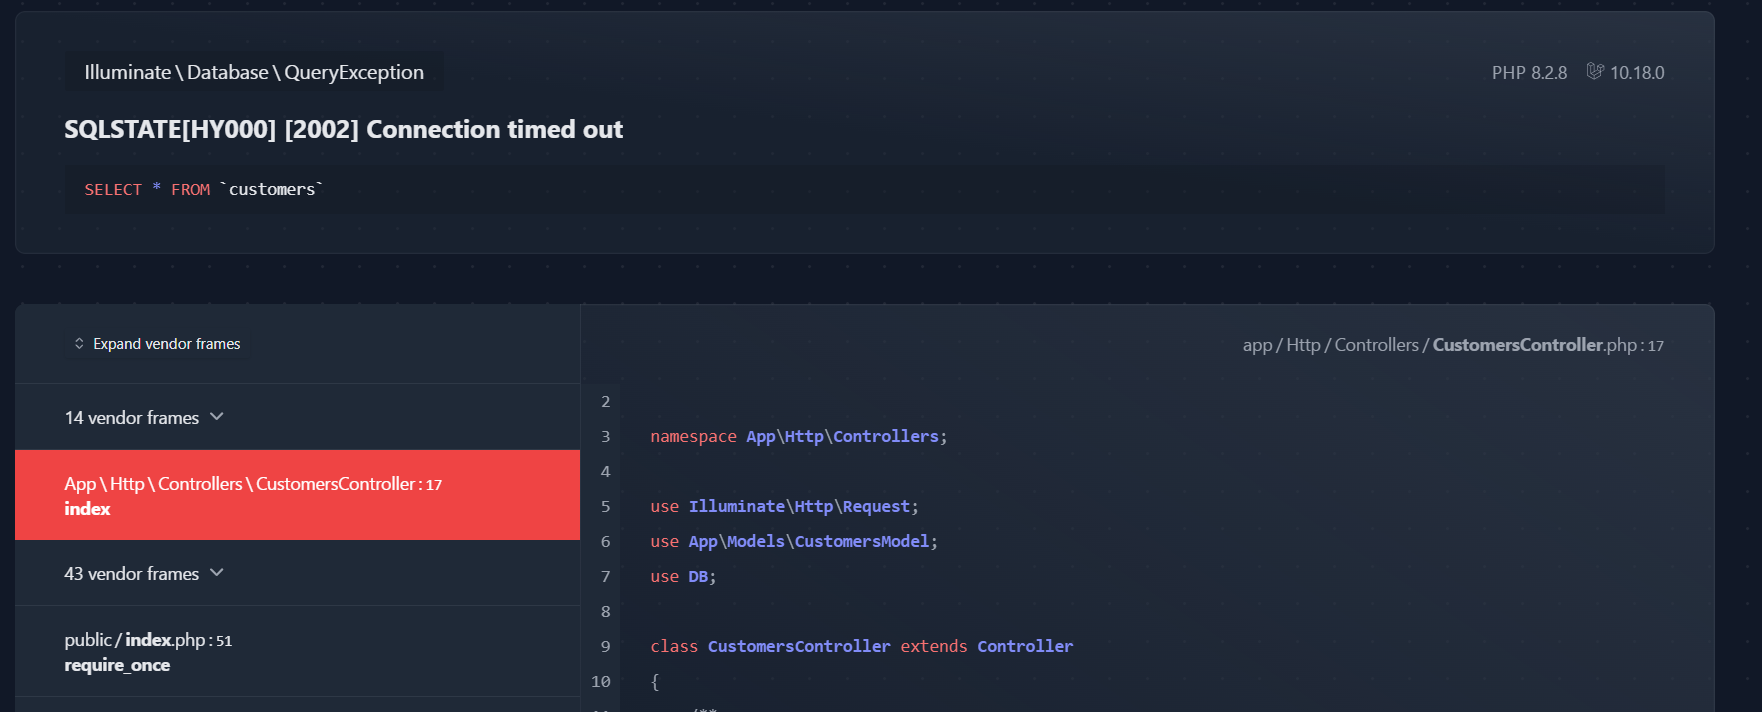 Illuminate\Database\QueryException
PHP 8.2.8 10.18.0
SQLSTATE[HY000] [2002] Connection timed out
SELECT * FROM `customers`
Expand vendor frames
14 vendor frames
App\Http\Controllers\CustomersController:17
index
43 vendor frames
public/index.php:51
require_once
app/Http/Controllers/CustomersController.php:17
2
3 namespace App\Http\Controllers;
4
5 use Illuminate\Http\Request;
6 use App\Models\CustomersModel;
7 use DB;
8
9 class CustomersController extends Controller
10 {
/**